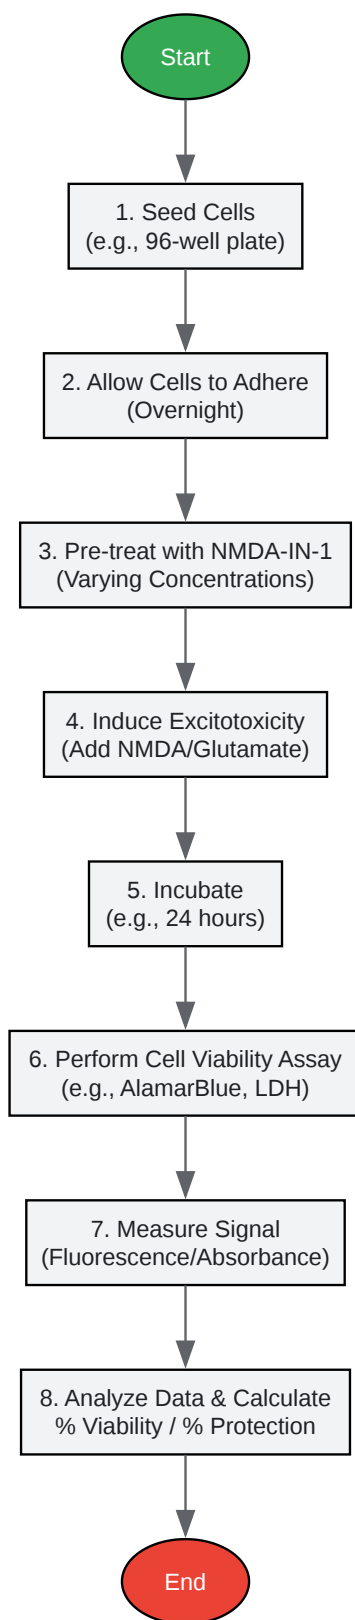 Start
1. Seed Cells
(e.g., 96-well plate)
2. Allow Cells to Adhere
(Overnight)
3. Pre-treat with NMDA-IN-1
(Varying Concentrations)
4. Induce Excitotoxicity
(Add NMDA/Glutamate)
5. Incubate
(e.g., 24 hours)
6. Perform Cell Viability Assay
(e.g., AlamarBlue, LDH)
7. Measure Signal
(Fluorescence/Absorbance)
8. Analyze Data & Calculate
% Viability / % Protection
End